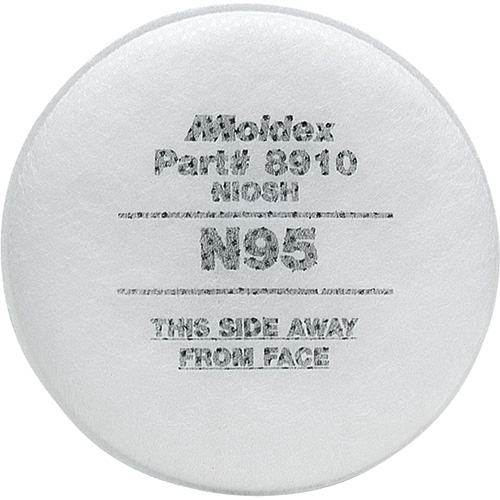 Moldex
Part# 8910
NIOSH
N95
THIS SIDE AWAY
FROM FACE